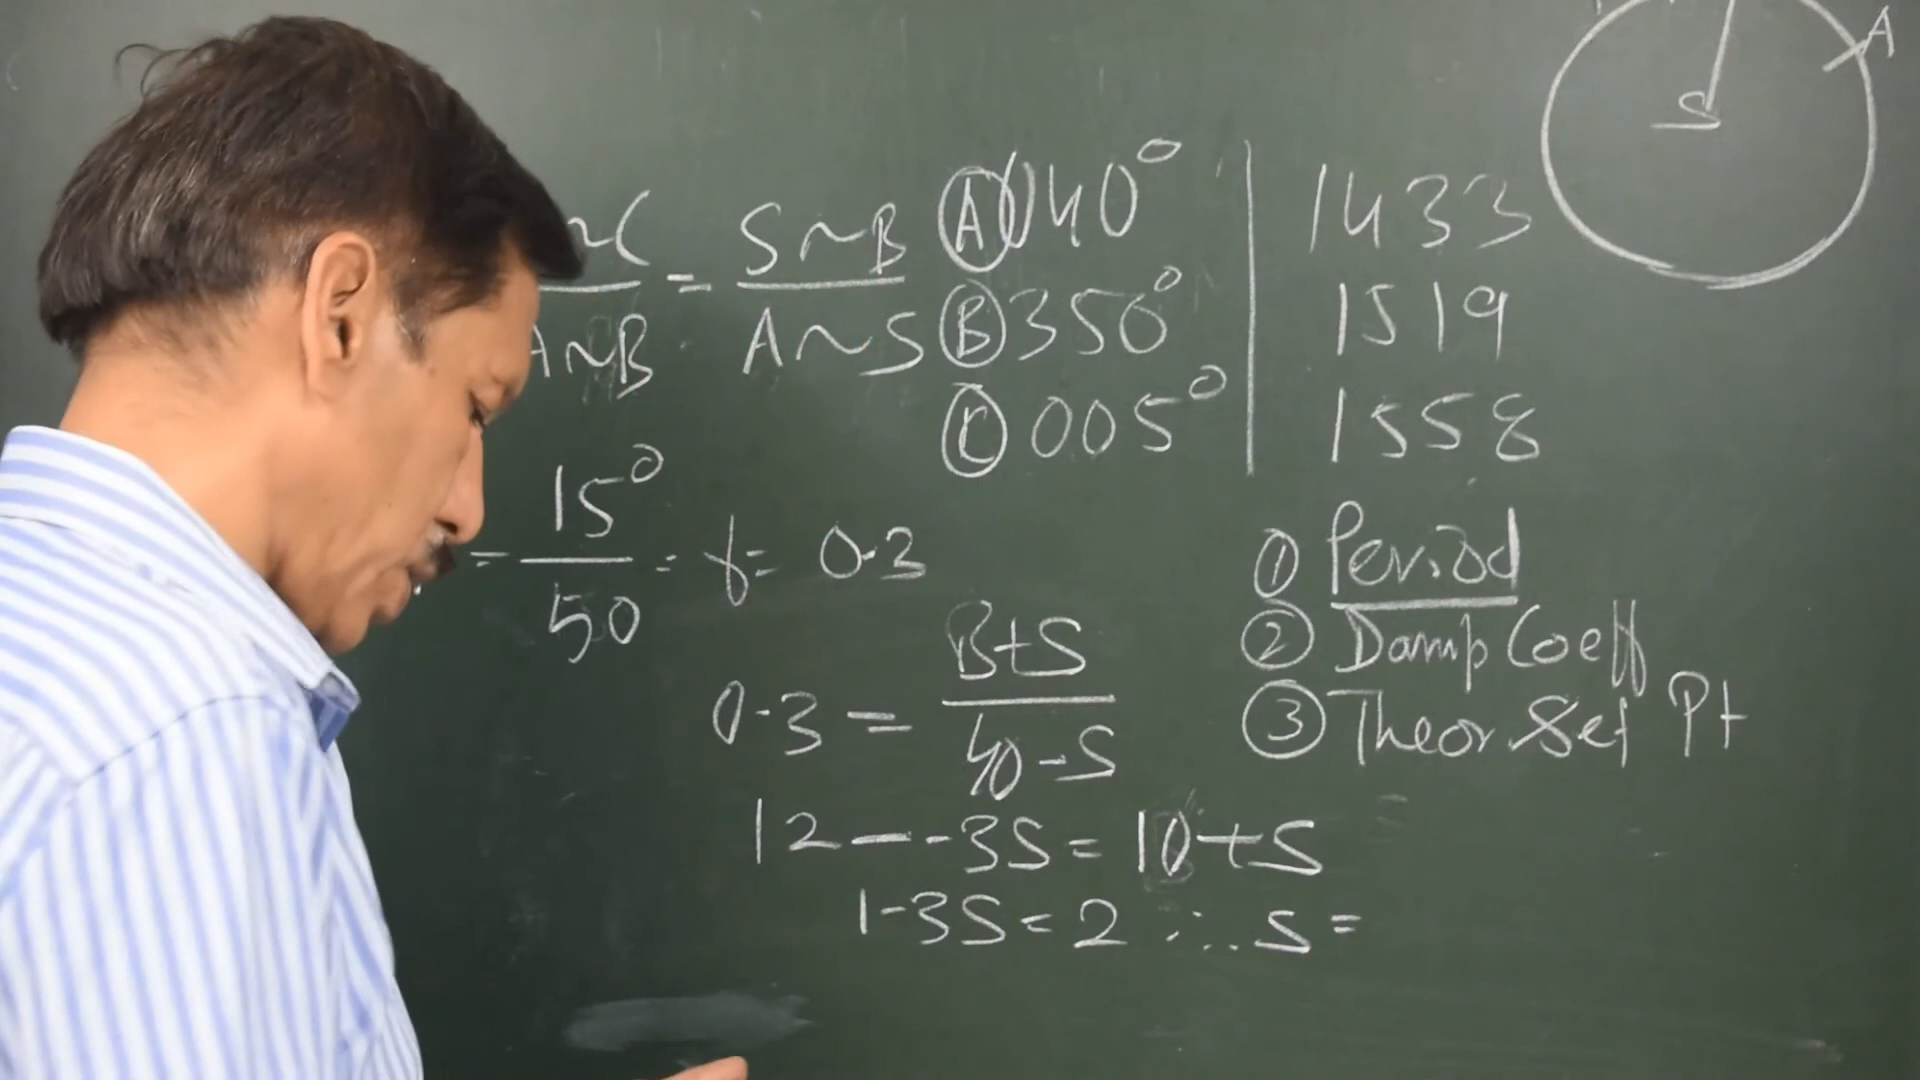 A
S
~C / A~B = S~B / A~S
(A) 040° | 1433
(B) 350° | 1519
(C) 005° | 1558
= 15° / 50 = f = 0.3
① Period
② Damp Coeff
③ Theor. Set Pt
0.3 = B+S / 40-S
12 - .3S = 10+S
1.3S = 2 ∴ S =